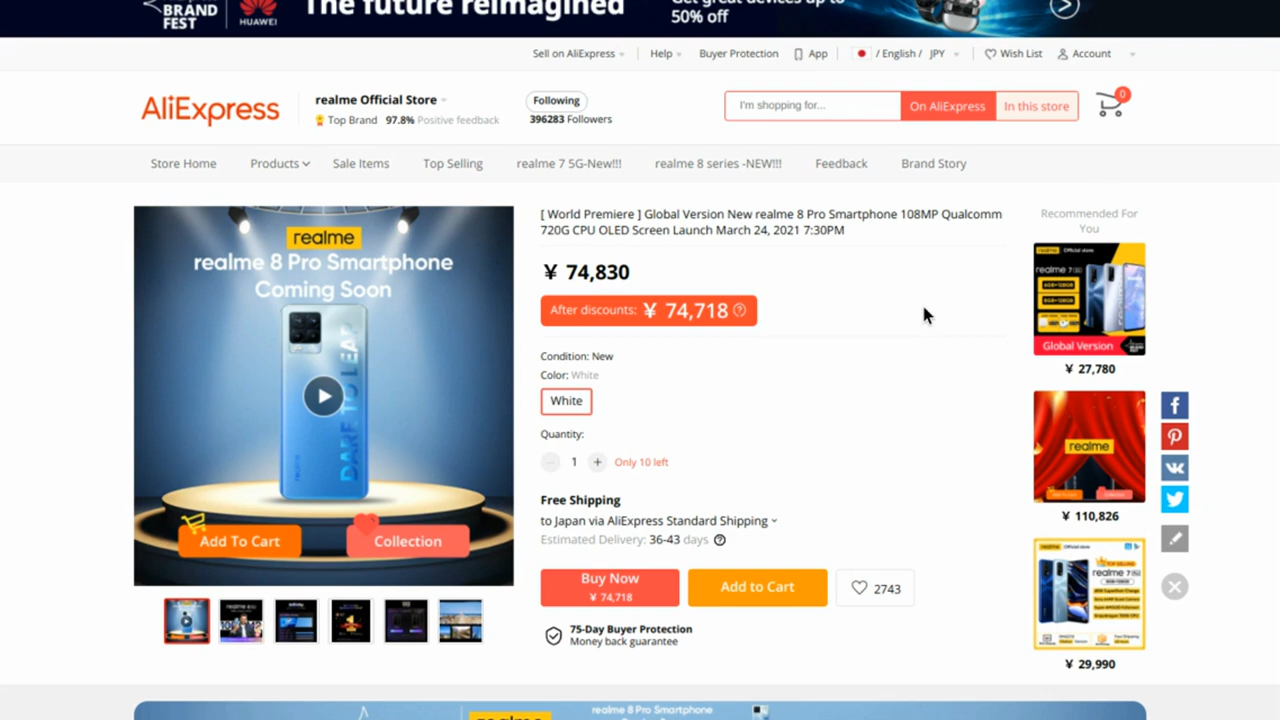 BRAND
FEST
HUAWEI
The future reimagined
Get great devices up to
50% off
Sell on AliExpress
Help
Buyer Protection
App
/ English / JPY
Wish List
Account
AliExpress
realme Official Store
Top Brand 97.8% Positive feedback
Following
396283 Followers
I'm shopping for...
On AliExpress
In this store
0
Store Home
Products
Sale Items
Top Selling
realme 7 5G-New!!!
realme 8 series -NEW!!!
Feedback
Brand Story
realme
realme 8 Pro Smartphone
Coming Soon
DARE TO LEAP
realme
Add To Cart
Collection
[ World Premiere ] Global Version New realme 8 Pro Smartphone 108MP Qualcomm
720G CPU OLED Screen Launch March 24, 2021 7:30PM
¥ 74,830
After discounts: ¥ 74,718
Condition: New
Color: White
White
Quantity:
1
Only 10 left
Free Shipping
to Japan via AliExpress Standard Shipping
Estimated Delivery: 36-43 days
Buy Now
¥ 74,718
Add to Cart
2743
75-Day Buyer Protection
Money back guarantee
Recommended For
You
realme
Global Version
¥ 27,780
realme
¥ 110,826
realme
¥ 29,990
realme 8 Pro Smartphone
realme